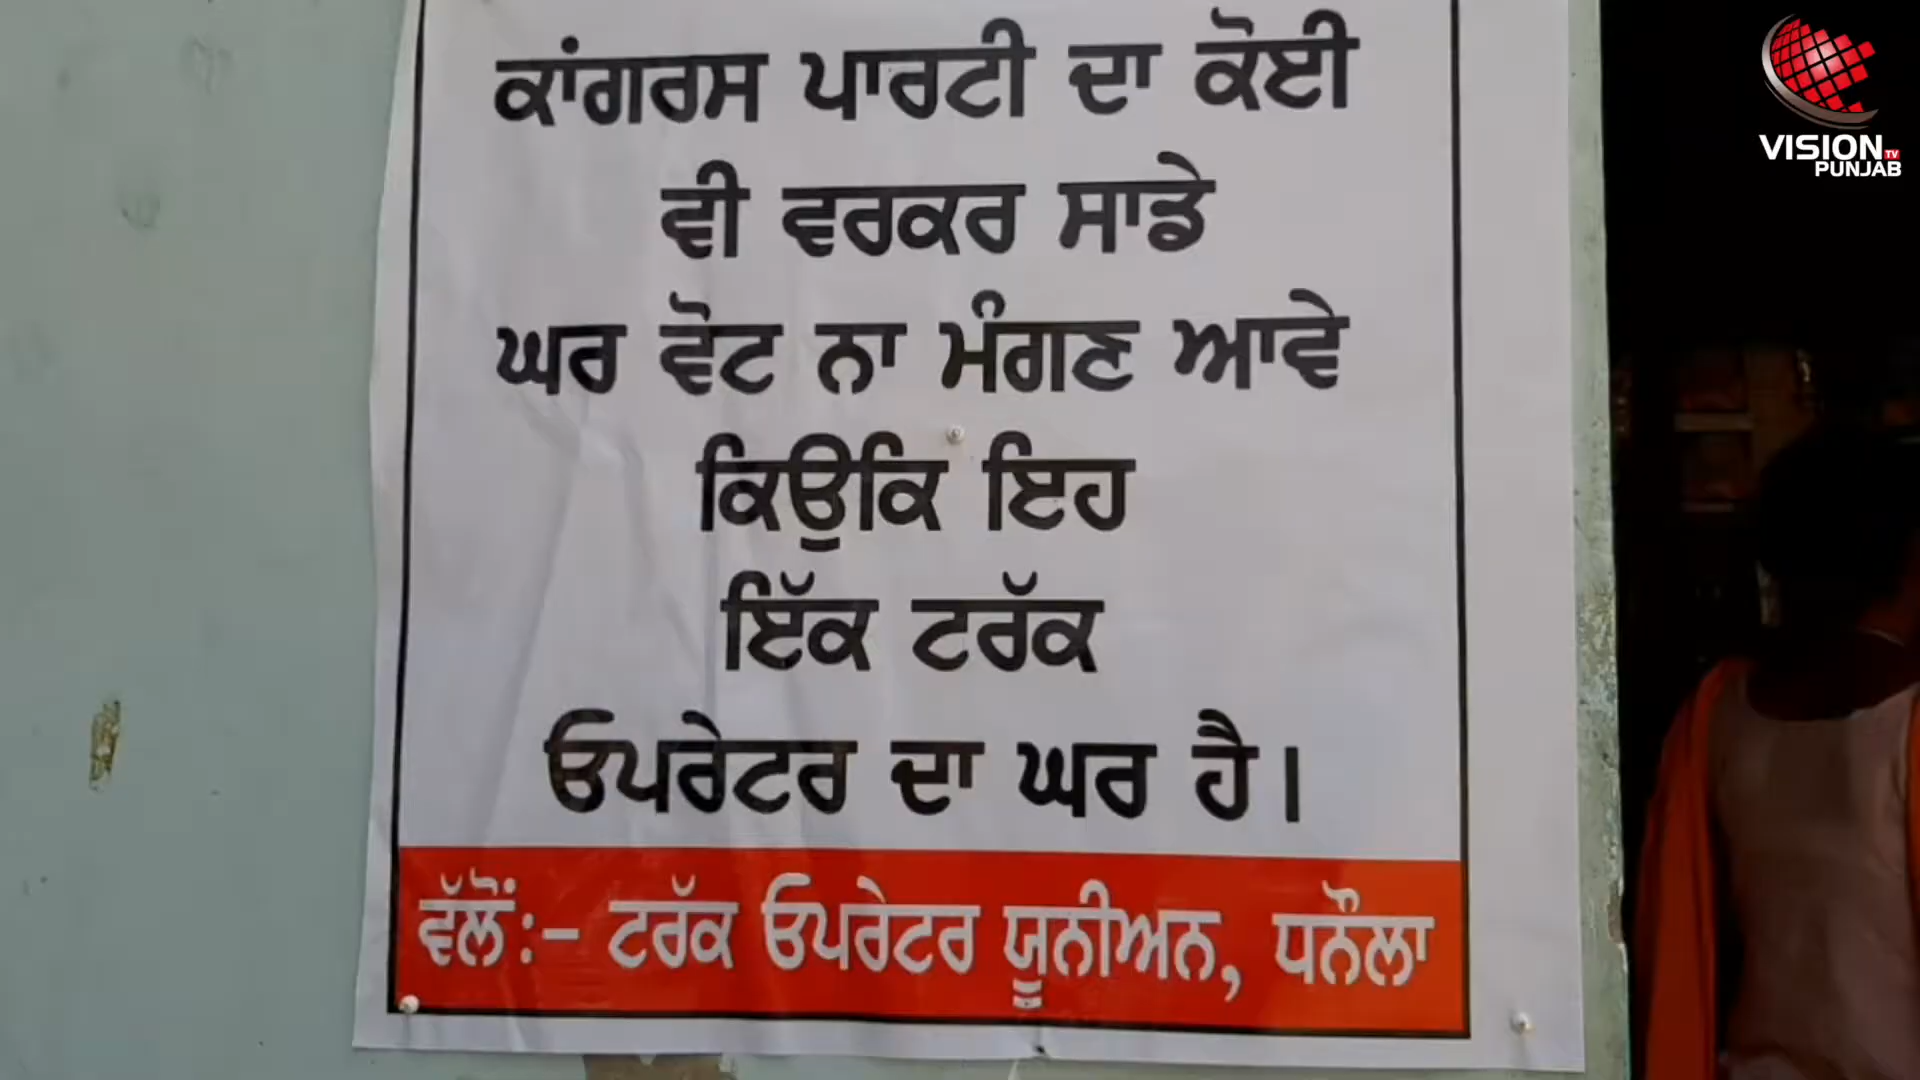 ਕਾਂਗਰਸ ਪਾਰਟੀ ਦਾ ਕੋਈ
ਵੀ ਵਰਕਰ ਸਾਡੇ
ਘਰ ਵੋਟ ਨਾ ਮੰਗਣ ਆਵੇ
ਕਿਉਕਿ ਇਹ
ਇੱਕ ਟਰੱਕ
ਓਪਰੇਟਰ ਦਾ ਘਰ ਹੈ।
ਵੱਲੋਂ:- ਟਰੱਕ ਓਪਰੇਟਰ ਯੂਨੀਅਨ, ਧਨੌਲਾ
VISION TV
PUNJAB